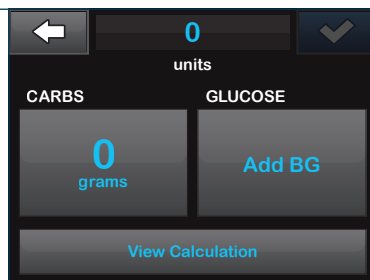 0
units
CARBS GLUCOSE
0
grams
Add BG
View Calculation